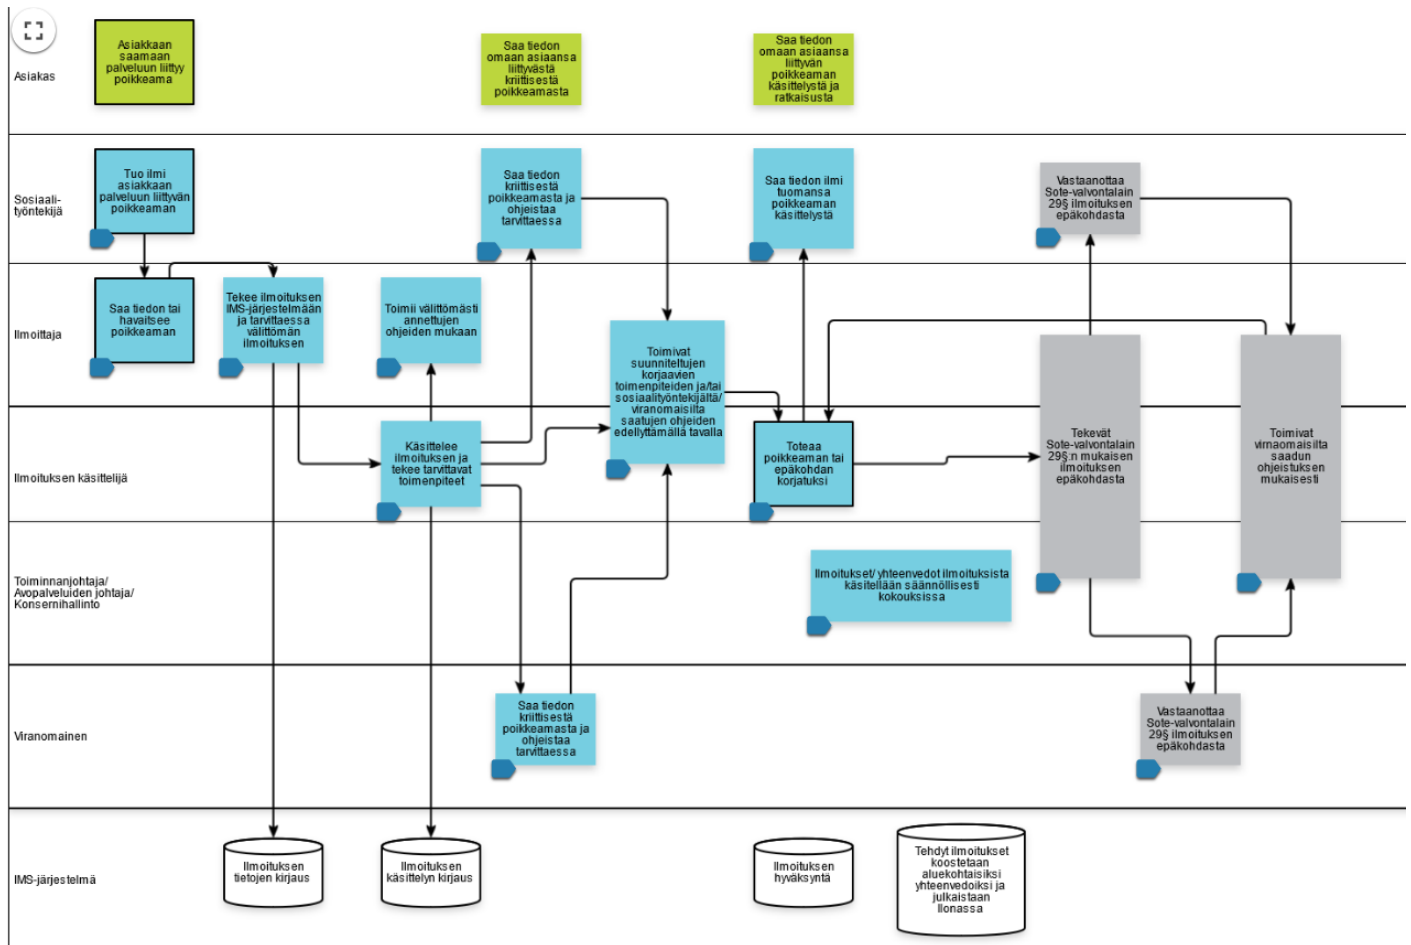 Asiakas
Asiakkaan
saamaan
palveluun liittyy
poikkeama
Saa tiedon
omaan asiaansa
liittyvästä
kriittisestä
poikkeamasta
Saa tiedon
omaan asiaansa
liittyvän
poikkeaman
käsittelystä ja
ratkaisusta
Sosiaali-
työntekijä
Tuo ilmi
asiakkaan
palveluun liittyvän
poikkeaman
Saa tiedon
kriittisestä
poikkeamasta ja
ohjeistaa
tarvittaessa
Saa tiedon ilmi
tuomansa
poikkeaman
käsittelystä
Vastaanottaa
Sote-valvontalain
29§ ilmoituksen
epäkohdasta
Ilmoittaja
Saa tiedon tai
havaitsee
poikkeaman
Tekee ilmoituksen
IMS-järjestelmään
ja tarvittaessa
välittömän
ilmoituksen
Toimii välittömästi
annettujen
ohjeiden mukaan
Toimivat
suunniteltujen
korjaavien
toimenpiteiden ja/tai
sosiaalityöntekijältä/
viranomaisilta
saatujen ohjeiden
edellyttämällä tavalla
Ilmoituksen käsittelijä
Käsittelee
ilmoituksen ja
tekee tarvittavat
toimenpiteet
Toteaa
poikkeaman tai
epäkohdan
korjatuksi
Tekevät
Sote-valvontalain
29§:n mukaisen
ilmoituksen
epäkohdasta
Toimivat
virnaomaisilta
saadun
ohjeistuksen
mukaisesti
Toiminnanjohtaja/
Avopalveluiden johtaja/
Konsernihallinto
Ilmoitukset/ yhteenvedot ilmoituksista
käsitellään säännöllisesti
kokouksissa
Viranomainen
Saa tiedon
kriittisestä
poikkeamasta ja
ohjeistaa
tarvittaessa
Vastaanottaa
Sote-valvontalain
29§ ilmoituksen
epäkohdasta
IMS-järjestelmä
Ilmoituksen
tietojen kirjaus
Ilmoituksen
käsittelyn kirjaus
Ilmoituksen
hyväksyntä
Tehdyt ilmoitukset
koostetaan
aluekohtaisiksi
yhteenvedoiksi ja
julkaistaan
Ilonassa